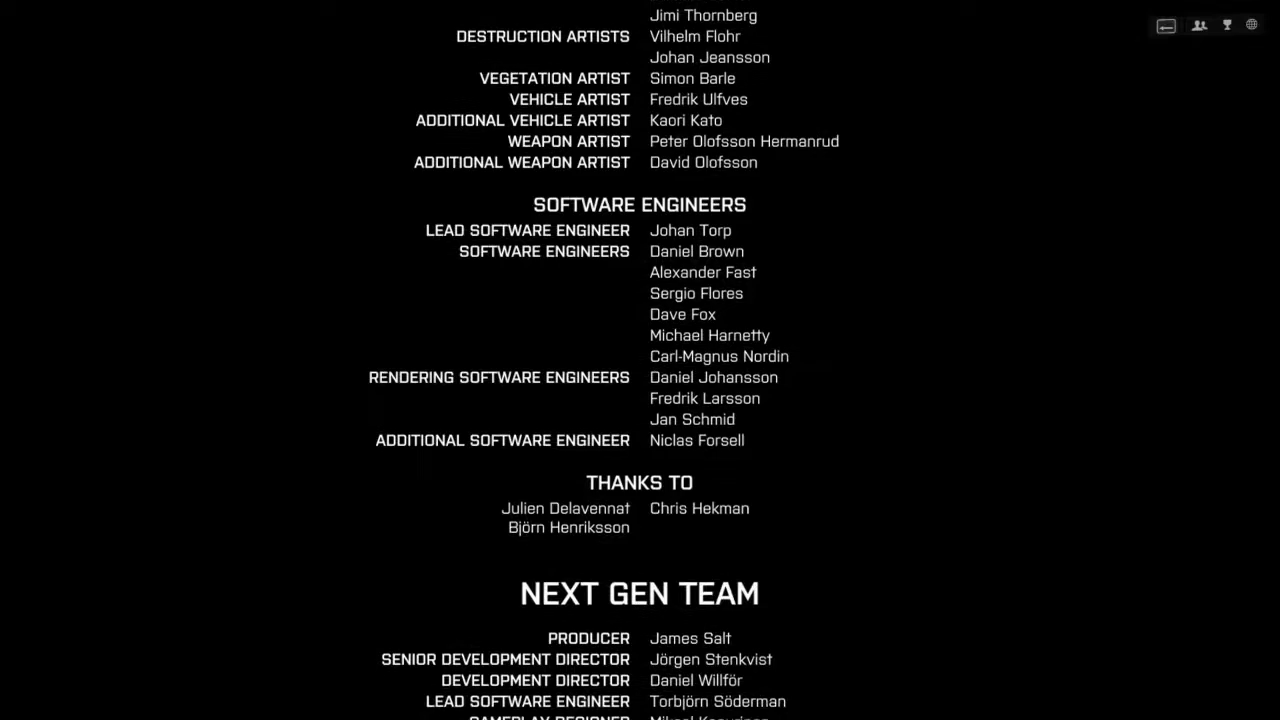 Jimi Thornberg
DESTRUCTION ARTISTS Vilhelm Flohr
Johan Jeansson
VEGETATION ARTIST Simon Barle
VEHICLE ARTIST Fredrik Ulfves
ADDITIONAL VEHICLE ARTIST Kaori Kato
WEAPON ARTIST Peter Olofsson Hermanrud
ADDITIONAL WEAPON ARTIST David Olofsson
SOFTWARE ENGINEERS
LEAD SOFTWARE ENGINEER Johan Torp
SOFTWARE ENGINEERS Daniel Brown
Alexander Fast
Sergio Flores
Dave Fox
Michael Harnetty
Carl-Magnus Nordin
RENDERING SOFTWARE ENGINEERS Daniel Johansson
Fredrik Larsson
Jan Schmid
ADDITIONAL SOFTWARE ENGINEER Niclas Forsell
THANKS TO
Julien Delavennat Chris Hekman
Björn Henriksson
NEXT GEN TEAM
PRODUCER James Salt
SENIOR DEVELOPMENT DIRECTOR Jörgen Stenkvist
DEVELOPMENT DIRECTOR Daniel Willför
LEAD SOFTWARE ENGINEER Torbjörn Söderman
GAMEPLAY DESIGNER